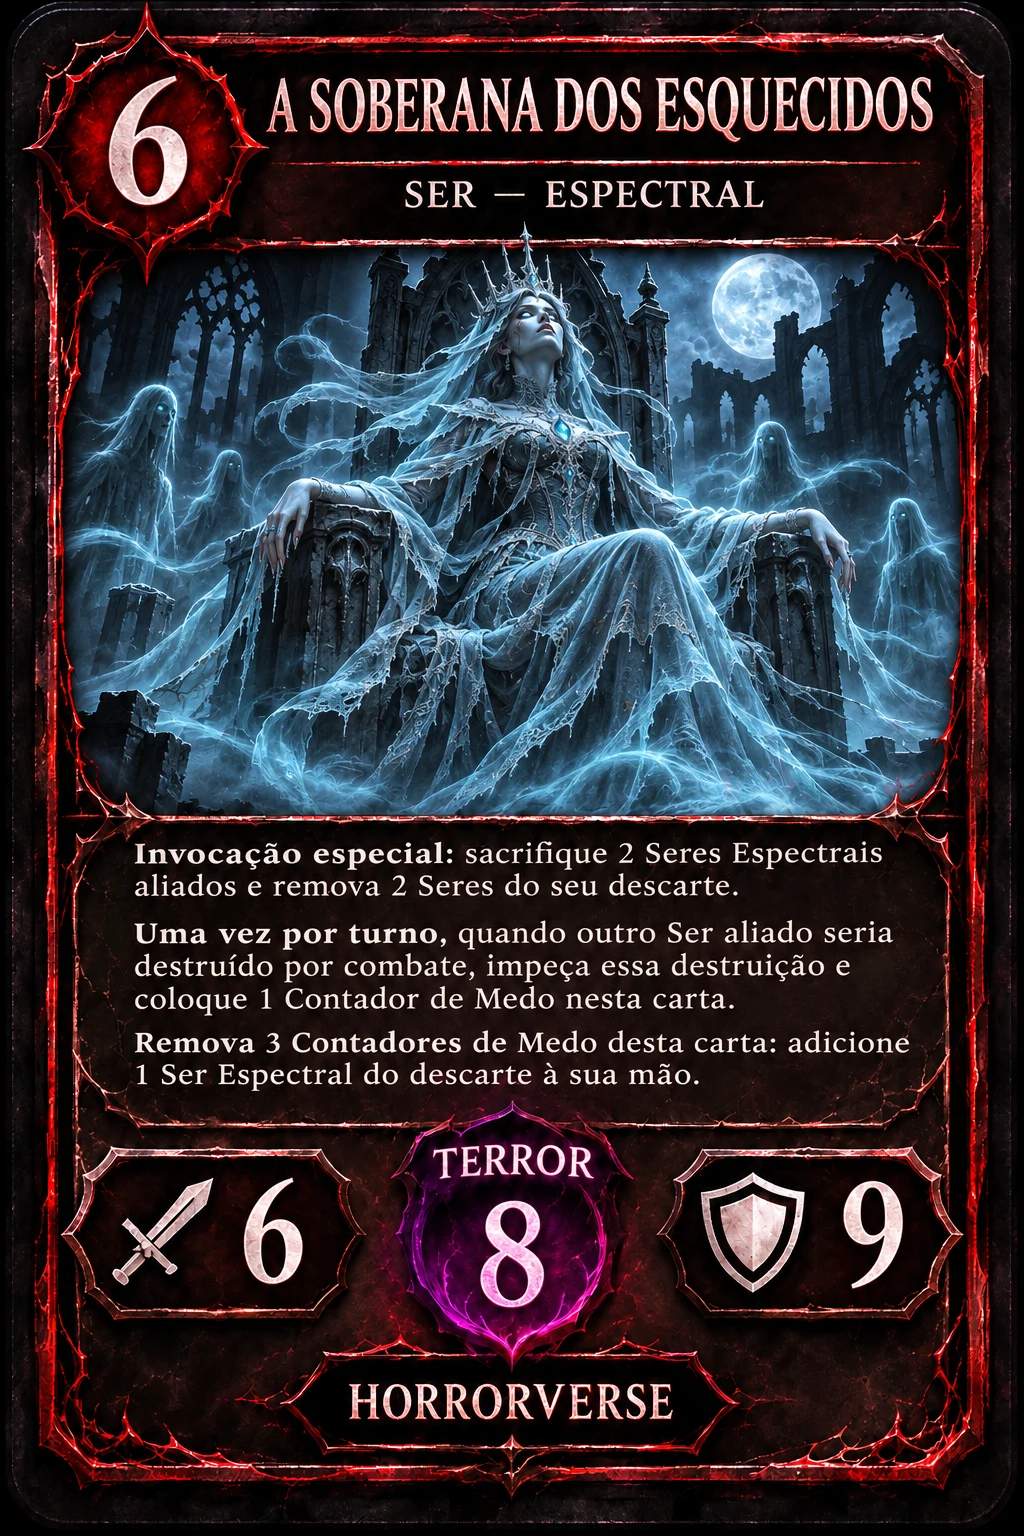 6
A SOBERANA DOS ESQUECIDOS
SER — ESPECTRAL
Invocação especial: sacrifique 2 Seres Espectrais
aliados e remova 2 Seres do seu descarte.
Uma vez por turno, quando outro Ser aliado seria
destruído por combate, impeça essa destruição e
coloque 1 Contador de Medo nesta carta.
Remova 3 Contadores de Medo desta carta: adicione
1 Ser Espectral do descarte à sua mão.
6
TERROR
8
9
HORRORVERSE